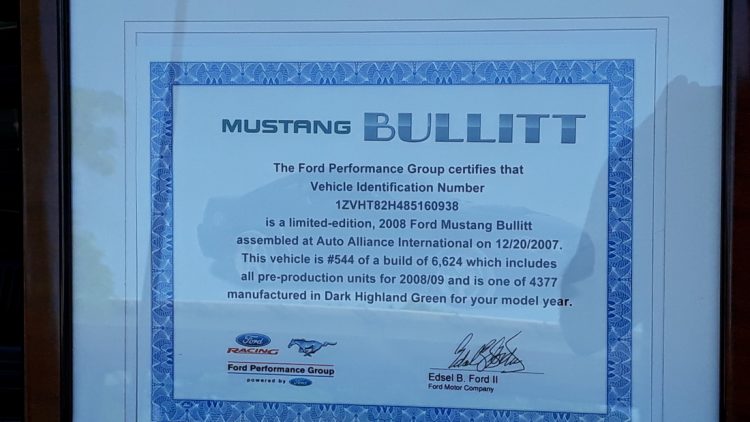 MUSTANG BULLITT
The Ford Performance Group certifies that
Vehicle Identification Number
1ZVHT82H485160938
is a limited-edition, 2008 Ford Mustang Bullitt
assembled at Auto Alliance International on 12/20/2007.
This vehicle is #544 of a build of 6,624 which includes
all pre-production units for 2008/09 and is one of 4377
manufactured in Dark Highland Green for your model year.
Ford
RACING
Ford Performance Group
powered by Ford
Edsel B. Ford II
Edsel B. Ford II
Ford Motor Company